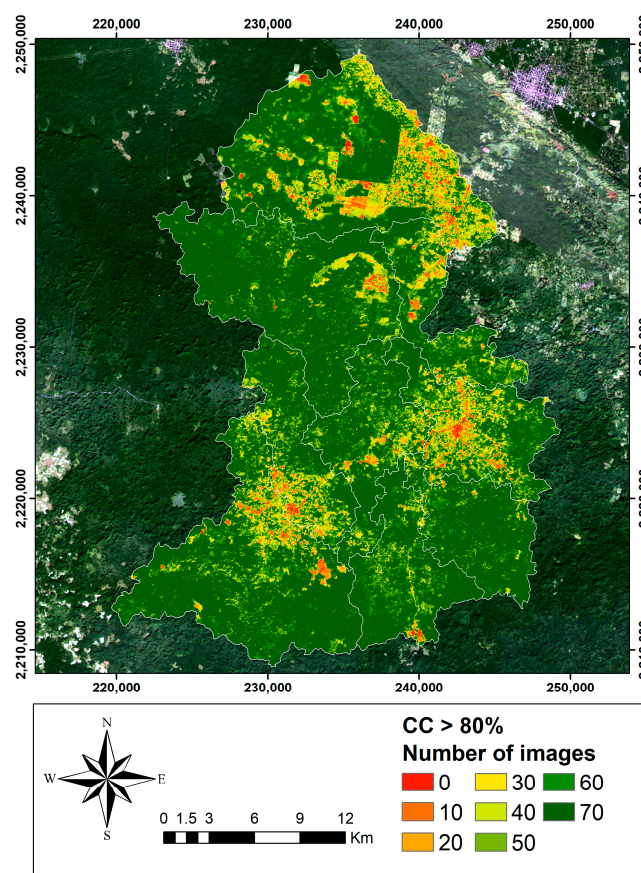 220,000 230,000 240,000 250,000
2,250,000
2,240,000
2,230,000
2,220,000
2,210,000
220,000 230,000 240,000 250,000
N
W E
S
0 1.5 3 6 9 12
Km
CC > 80%
Number of images
0 30 60
10 40 70
20 50